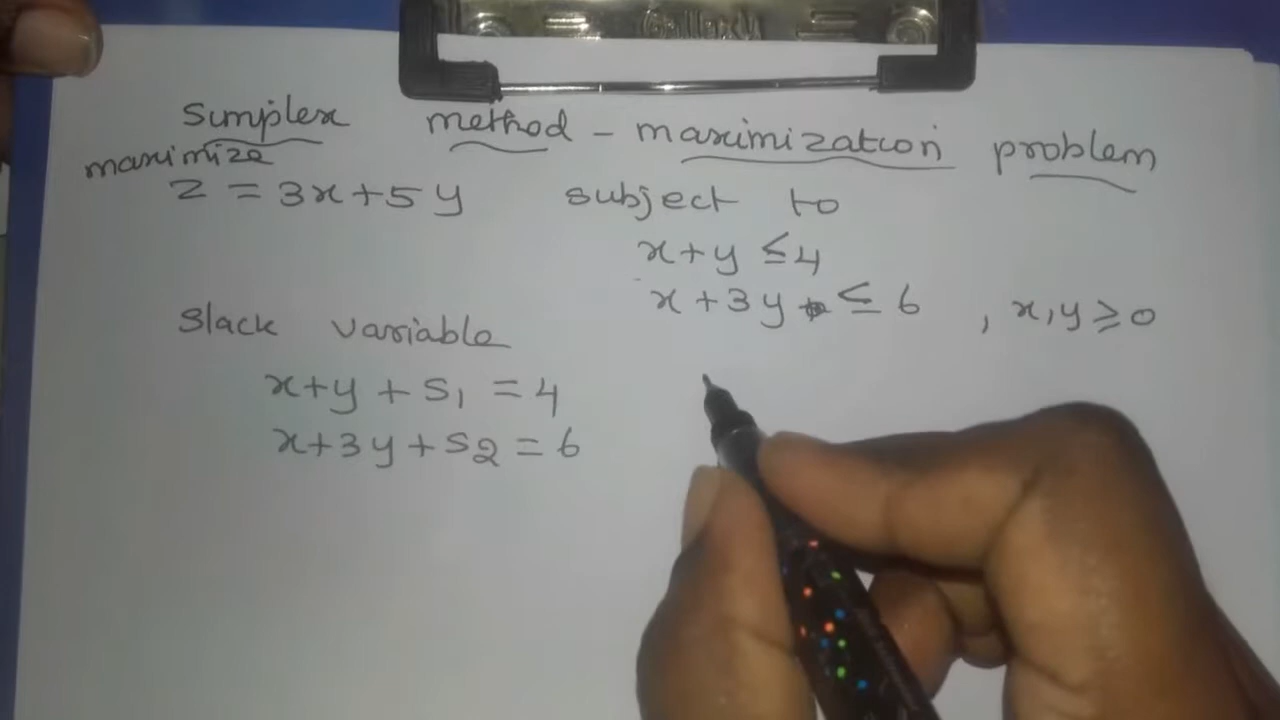 Simplex method - maximization problem
maximize
Z = 3x+5y subject to
x+y ≤4
x+3y ≤ 6 , x,y ≥0
Slack variable
x+y + S₁ = 4
x+3y+S2 = 6